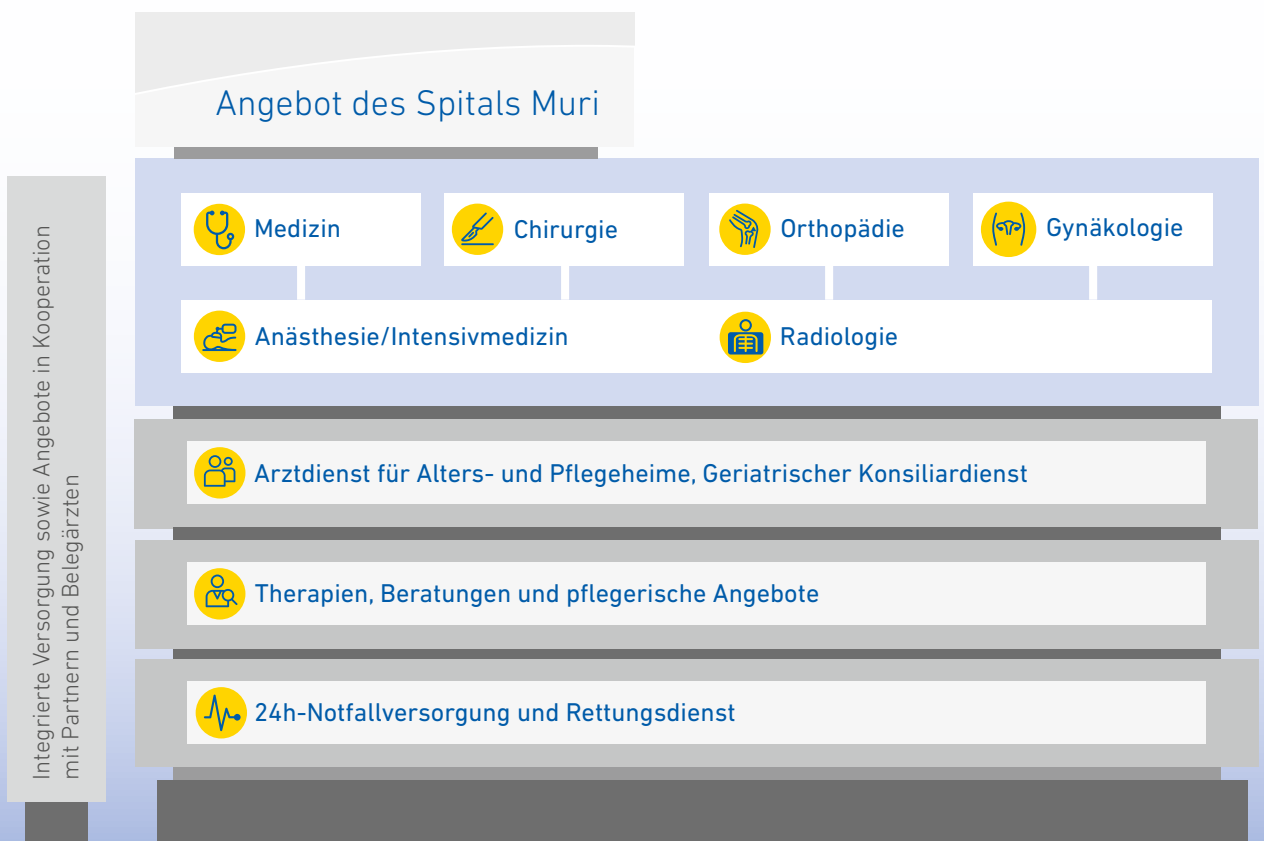 Angebot des Spitals Muri
Integrierte Versorgung sowie Angebote in Kooperation
mit Partnern und Belegärzten
Medizin
Chirurgie
Orthopädie
Gynäkologie
Anästhesie/Intensivmedizin
Radiologie
Arztdienst für Alters- und Pflegeheime, Geriatrischer Konsiliardienst
Therapien, Beratungen und pflegerische Angebote
24h-Notfallversorgung und Rettungsdienst